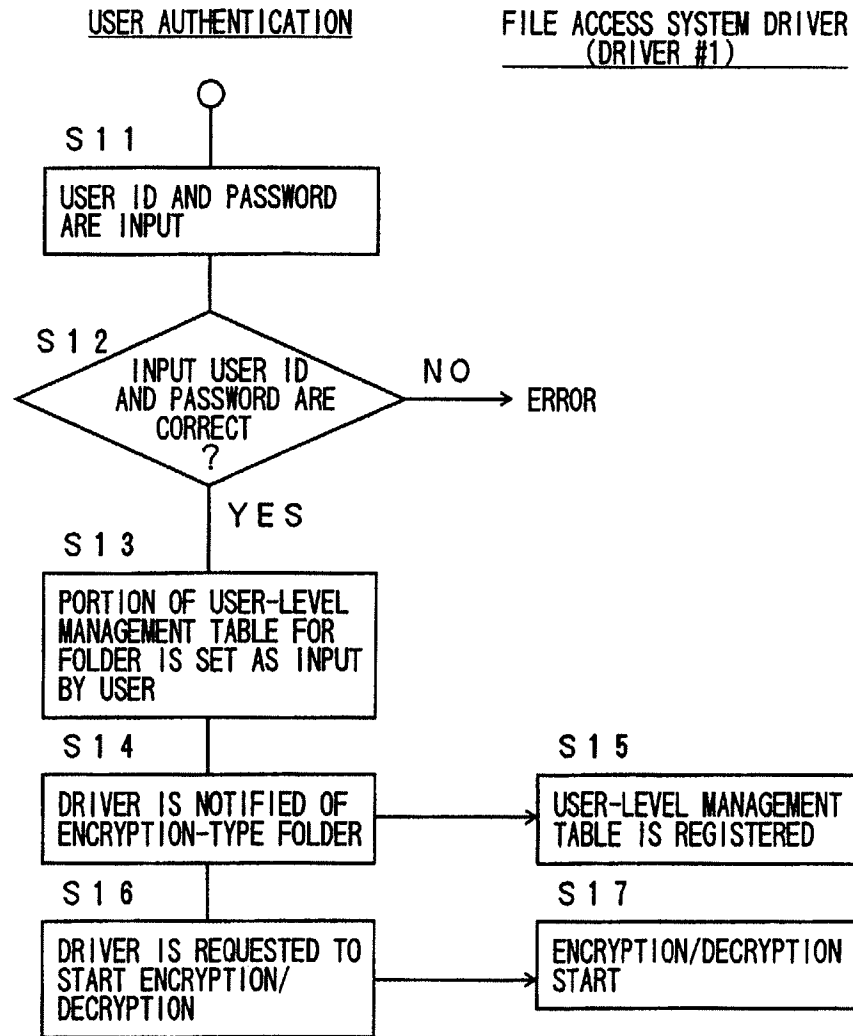 USER AUTHENTICATION
FILE ACCESS SYSTEM DRIVER
(DRIVER #1)
S11
USER ID AND PASSWORD
ARE INPUT
S12
INPUT USER ID
AND PASSWORD ARE
CORRECT
?
NO
ERROR
YES
S13
PORTION OF USER-LEVEL
MANAGEMENT TABLE FOR
FOLDER IS SET AS INPUT
BY USER
S14
DRIVER IS NOTIFIED OF
ENCRYPTION-TYPE FOLDER
S15
USER-LEVEL MANAGEMENT
TABLE IS REGISTERED
S16
DRIVER IS REQUESTED TO
START ENCRYPTION/
DECRYPTION
S17
ENCRYPTION/DECRYPTION
START